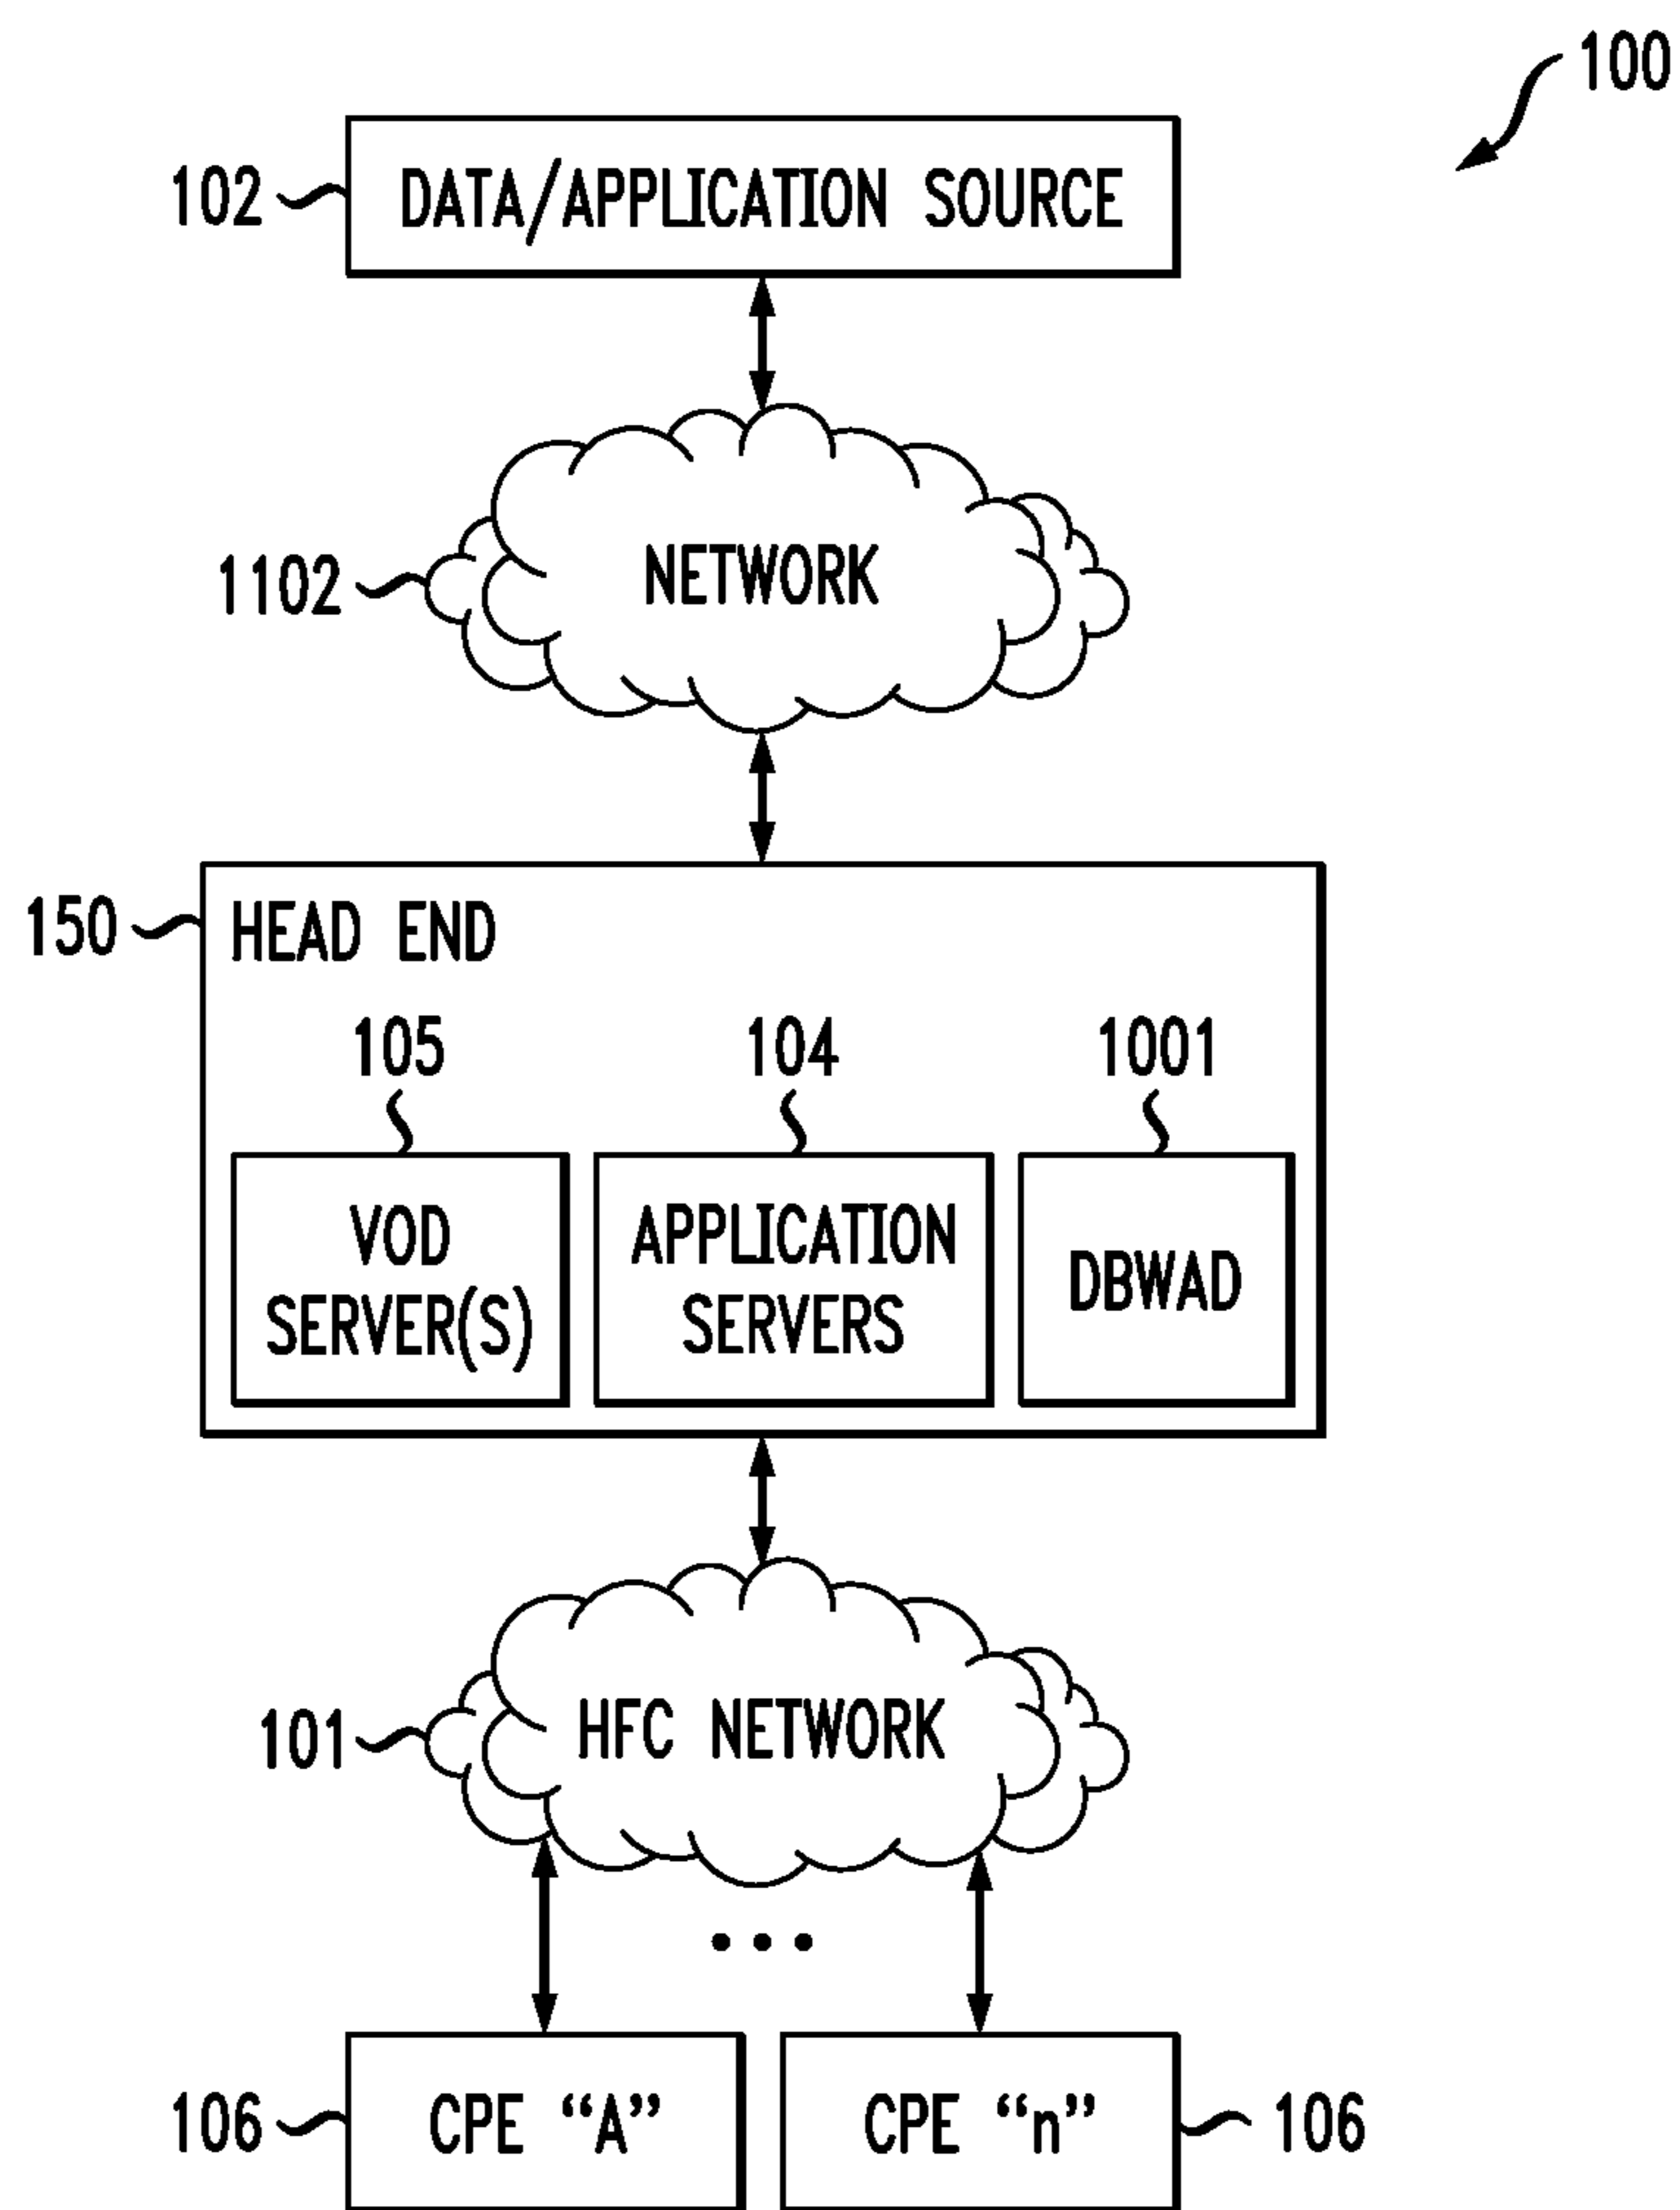 100
102
DATA/APPLICATION SOURCE
1102
NETWORK
150
HEAD END
105
104
1001
VOD
SERVER(S)
APPLICATION
SERVERS
DBWAD
101
HFC NETWORK
106
CPE “A”
CPE “n”
106